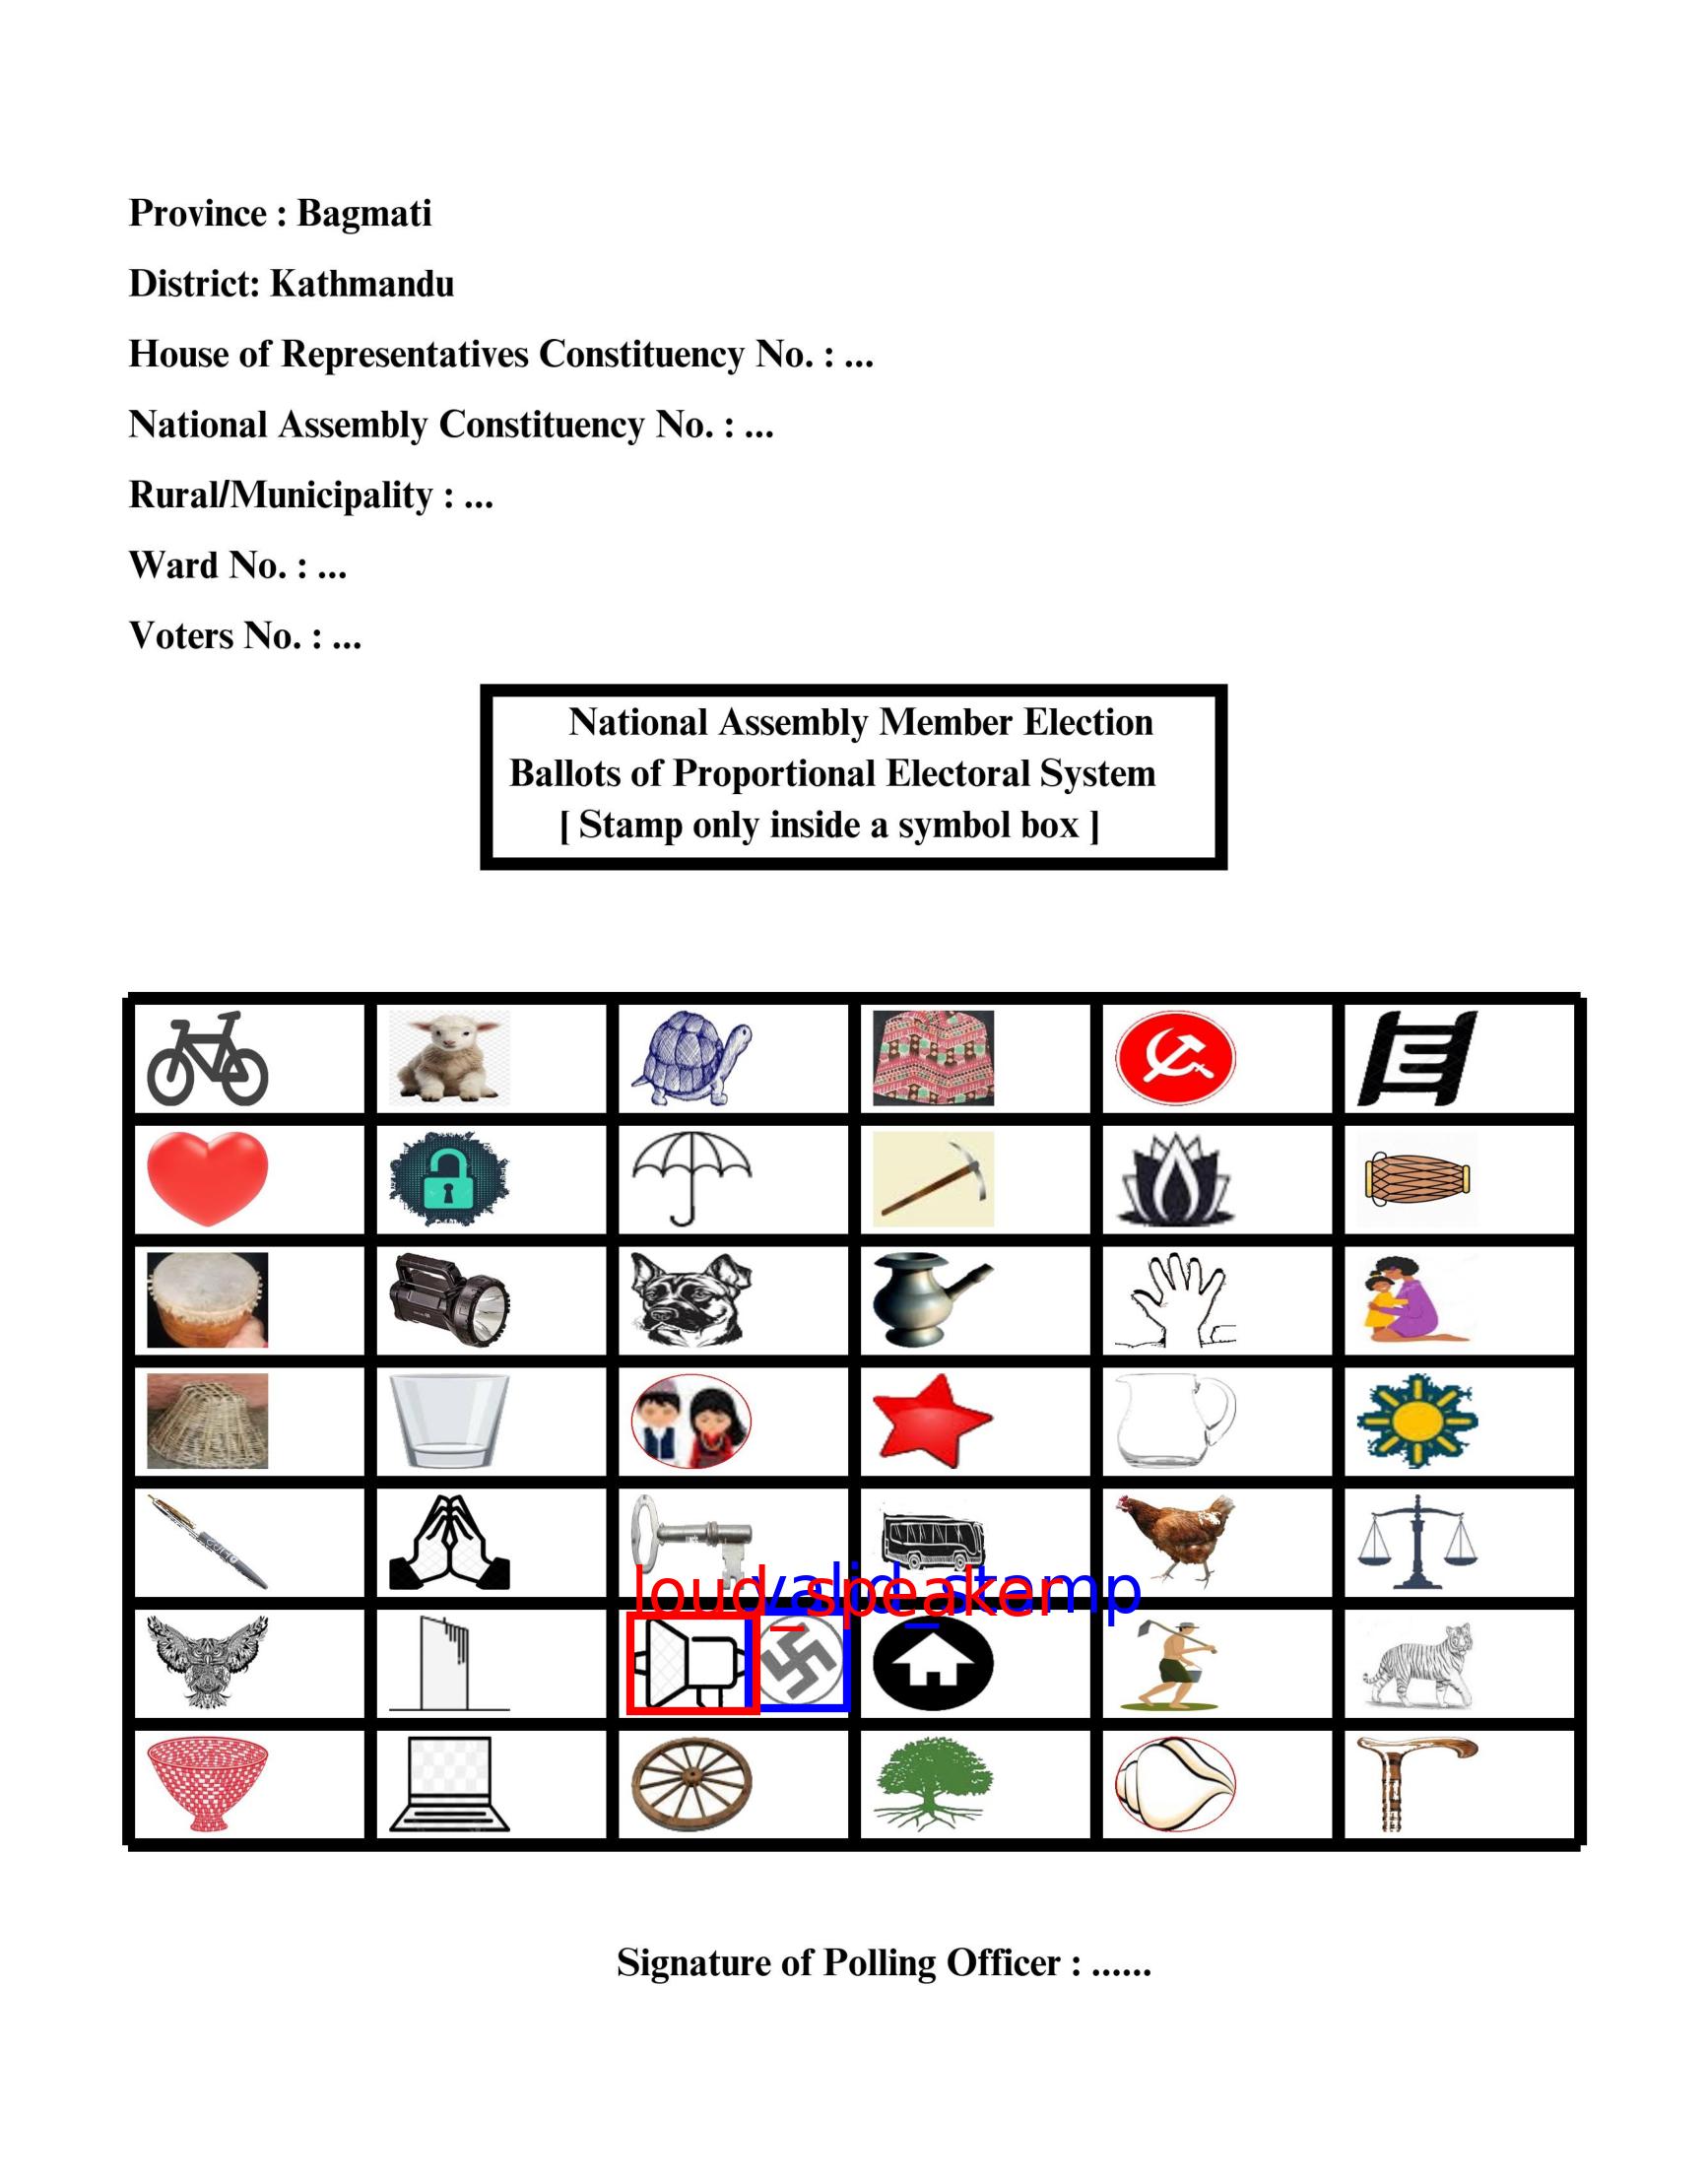 Province : Bagmati
District: Kathmandu
House of Representatives Constituency No. : ...
National Assembly Constituency No. : ...
Rural/Municipality : ...
Ward No. : ...
Voters No. : ...
National Assembly Member Election
Ballots of Proportional Electoral System
[ Stamp only inside a symbol box ]
loud_speaker
valid_stamp
Signature of Polling Officer : ......